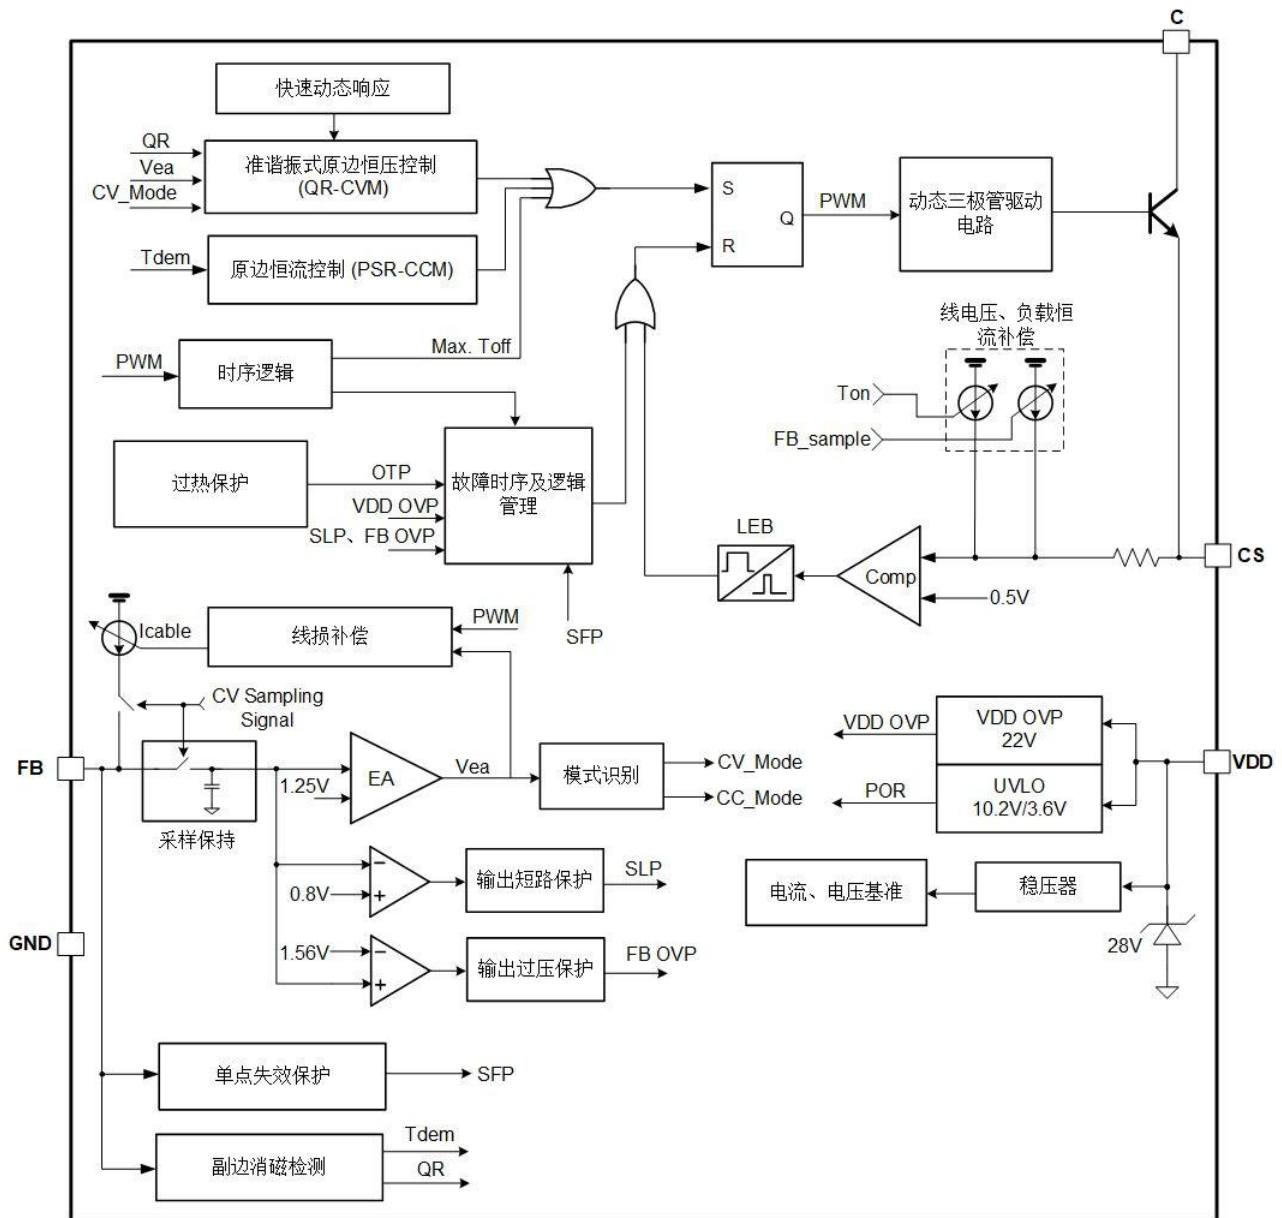 C
快速动态响应
QR
Vea
CV_Mode
准谐振式原边恒压控制
(QR-CVM)
Tdem
原边恒流控制 (PSR-CCM)
S
R
Q
PWM
动态三极管驱动
电路
PWM
时序逻辑
Max. Toff
线电压、负载恒
流补偿
Ton
FB_sample
过热保护
OTP
VDD OVP
SLP、FB OVP
故障时序及逻辑
管理
SFP
LEB
Comp
0.5V
CS
Icable
线损补偿
PWM
CV Sampling
Signal
FB
1.25V
EA
Vea
模式识别
CV_Mode
CC_Mode
采样保持
VDD OVP
POR
VDD OVP
22V
UVLO
10.2V/3.6V
VDD
0.8V
−
+
输出短路保护
SLP
电流、电压基准
稳压器
28V
GND
1.56V
−
+
输出过压保护
FB OVP
单点失效保护
SFP
副边消磁检测
Tdem
QR